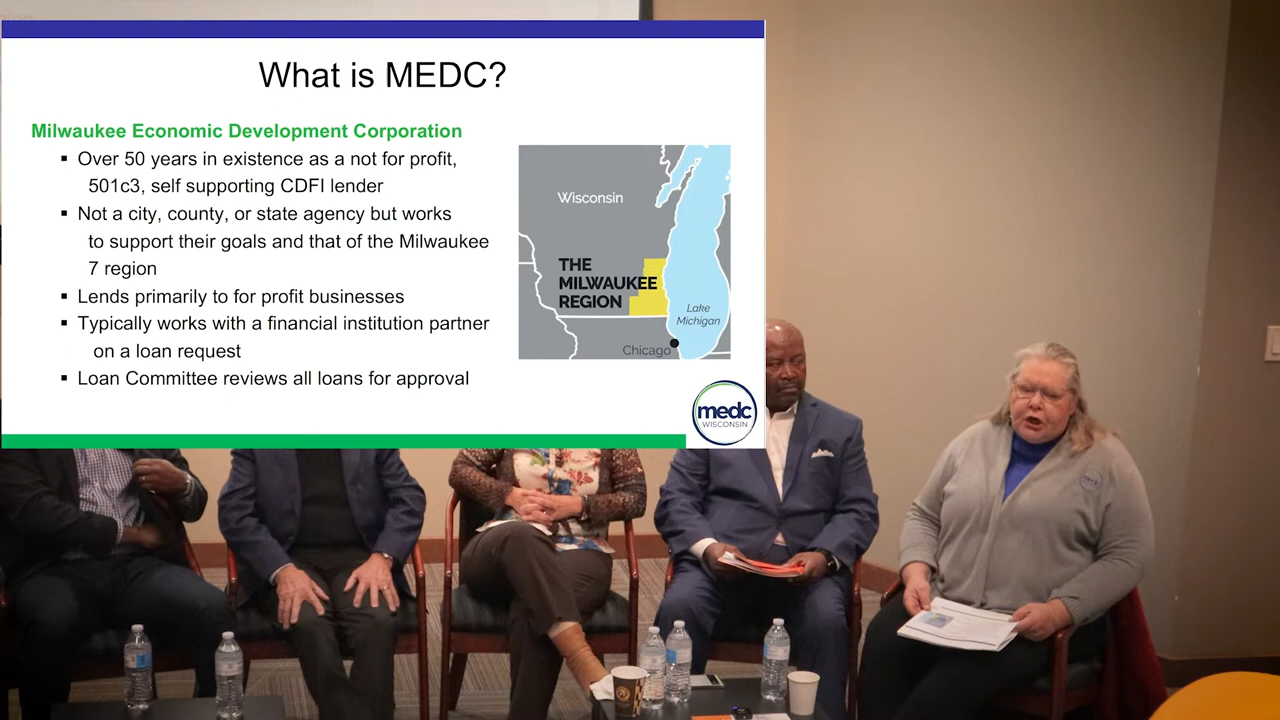 What is MEDC?
Milwaukee Economic Development Corporation
▪ Over 50 years in existence as a not for profit,
501c3, self supporting CDFI lender
▪ Not a city, county, or state agency but works
to support their goals and that of the Milwaukee
7 region
▪ Lends primarily to for profit businesses
▪ Typically works with a financial institution partner
on a loan request
▪ Loan Committee reviews all loans for approval
Wisconsin
THE
MILWAUKEE
REGION
Lake
Michigan
Chicago
medc
WISCONSIN